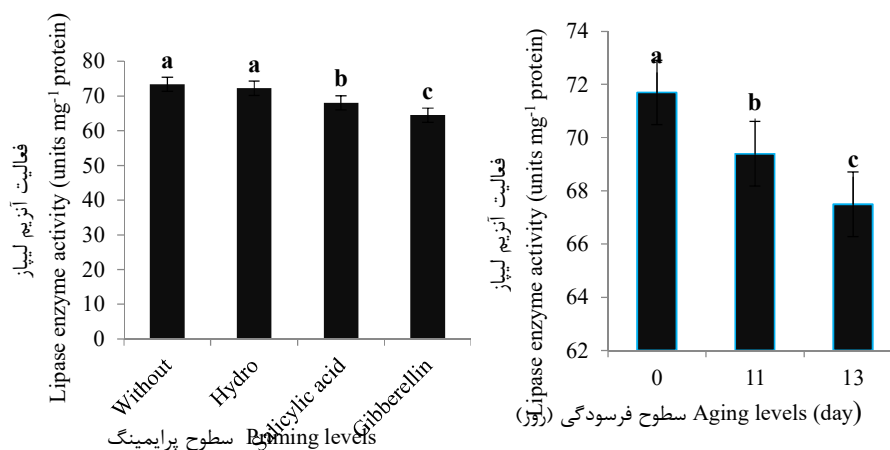 فعالیت آنزیم لیپاز
Lipase enzyme activity (units mg⁻¹ protein)
80
70
60
50
40
30
20
10
0
a
a
b
c
Without
Hydro
Salicylic acid
Gibberellin
سطوح پرایمینگ Priming levels
فعالیت آنزیم لیپاز
Lipase enzyme activity (units mg⁻¹ protein)
74
72
70
68
66
64
62
a
b
c
0
11
13
سطوح فرسودگی (روز) Aging levels (day)